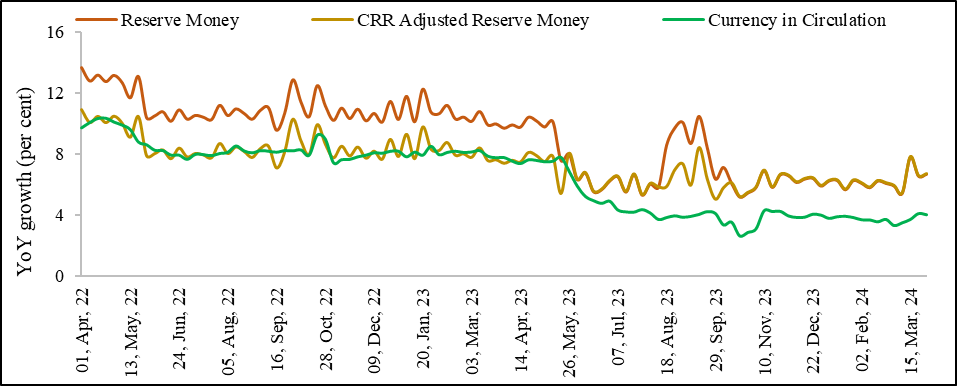 Reserve Money
CRR Adjusted Reserve Money
Currency in Circulation
YoY growth (per cent)
16
12
8
4
0
01, Apr, 22
13, May, 22
24, Jun, 22
05, Aug, 22
16, Sep, 22
28, Oct, 22
09, Dec, 22
20, Jan, 23
03, Mar, 23
14, Apr, 23
26, May, 23
07, Jul, 23
18, Aug, 23
29, Sep, 23
10, Nov, 23
22, Dec, 23
02, Feb, 24
15, Mar, 24